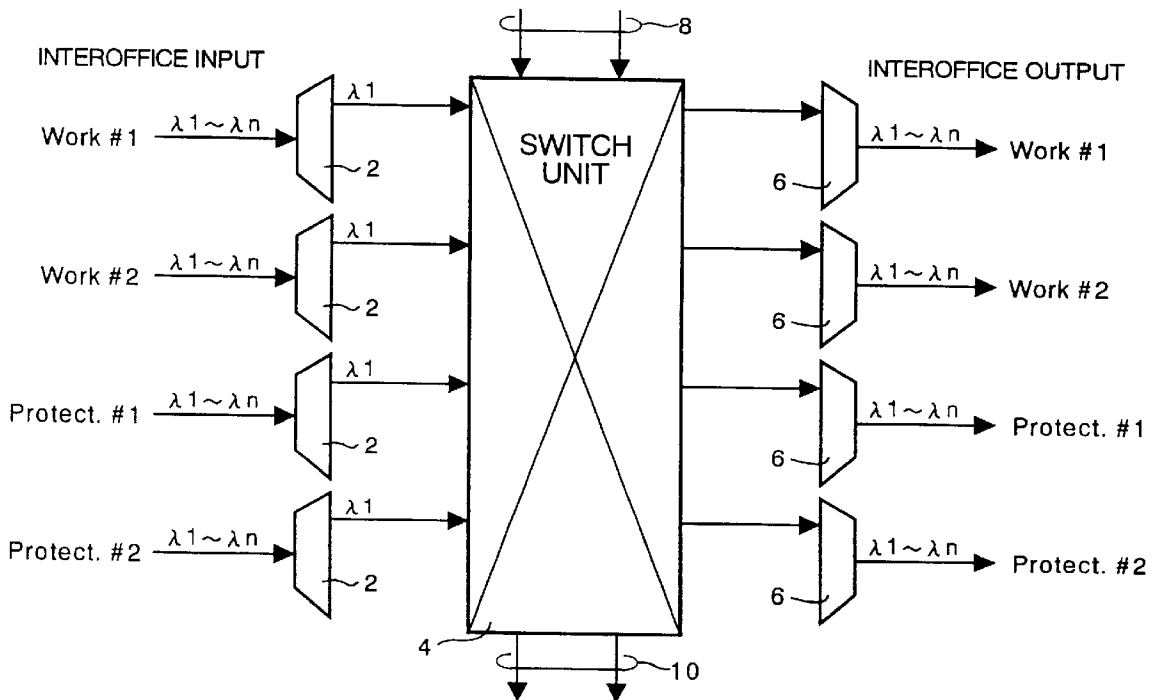 8
INTEROFFICE INPUT
INTEROFFICE OUTPUT
λ1
Work #1
λ1~λn
2
SWITCH
UNIT
6
λ1~λn
Work #1
λ1
Work #2
λ1~λn
2
6
λ1~λn
Work #2
λ1
Protect. #1
λ1~λn
2
6
λ1~λn
Protect. #1
λ1
Protect. #2
λ1~λn
2
6
λ1~λn
Protect. #2
4
10